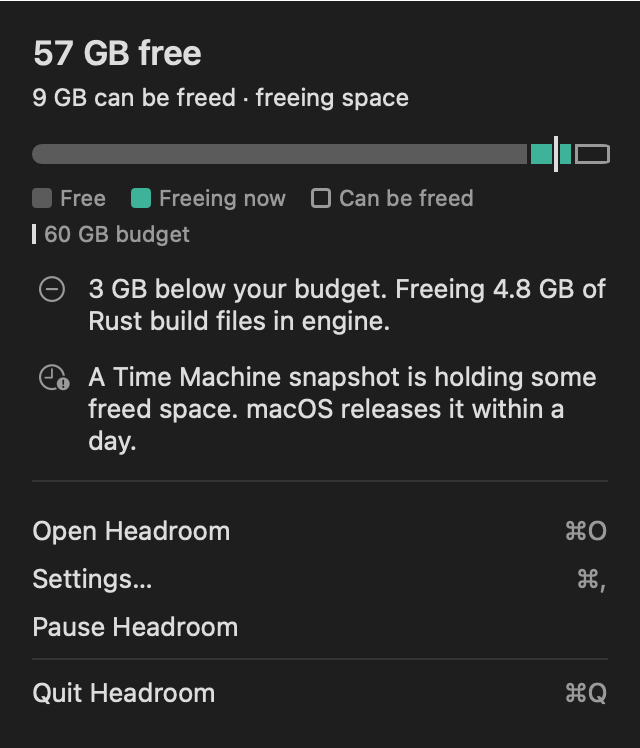 57 GB free
9 GB can be freed · freeing space
Free Freeing now Can be freed
60 GB budget
3 GB below your budget. Freeing 4.8 GB of
Rust build files in engine.
A Time Machine snapshot is holding some
freed space. macOS releases it within a
day.
Open Headroom ⌘O
Settings... ⌘,
Pause Headroom
Quit Headroom ⌘Q